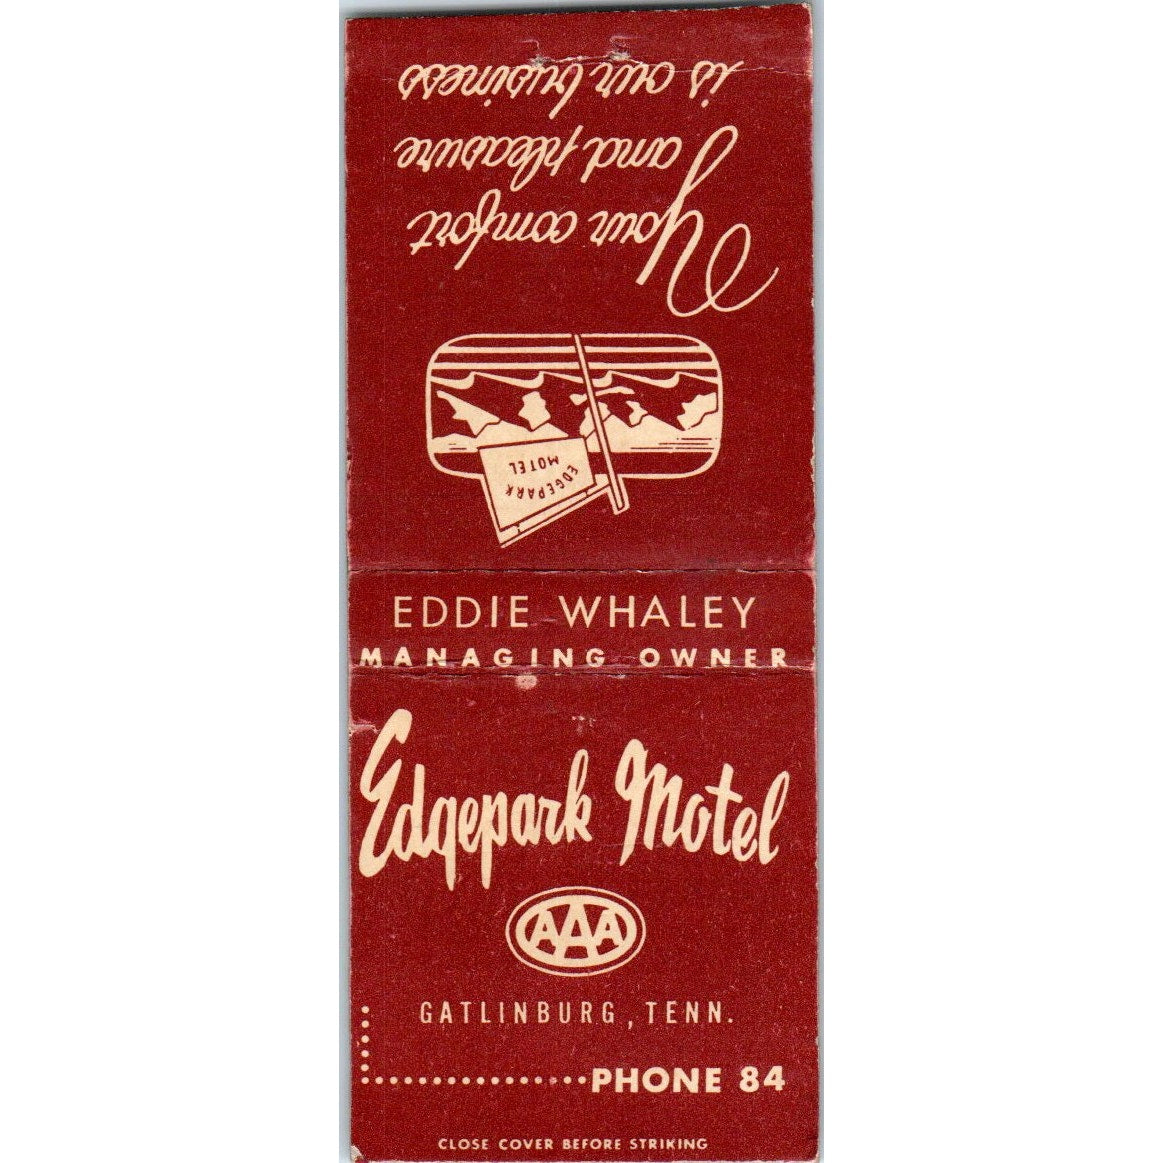 Your comfort
and pleasure
is our business
EDGEPARK
MOTEL
EDDIE WHALEY
MANAGING OWNER
Edgepark Motel
AAA
GATLINBURG, TENN.
PHONE 84
CLOSE COVER BEFORE STRIKING